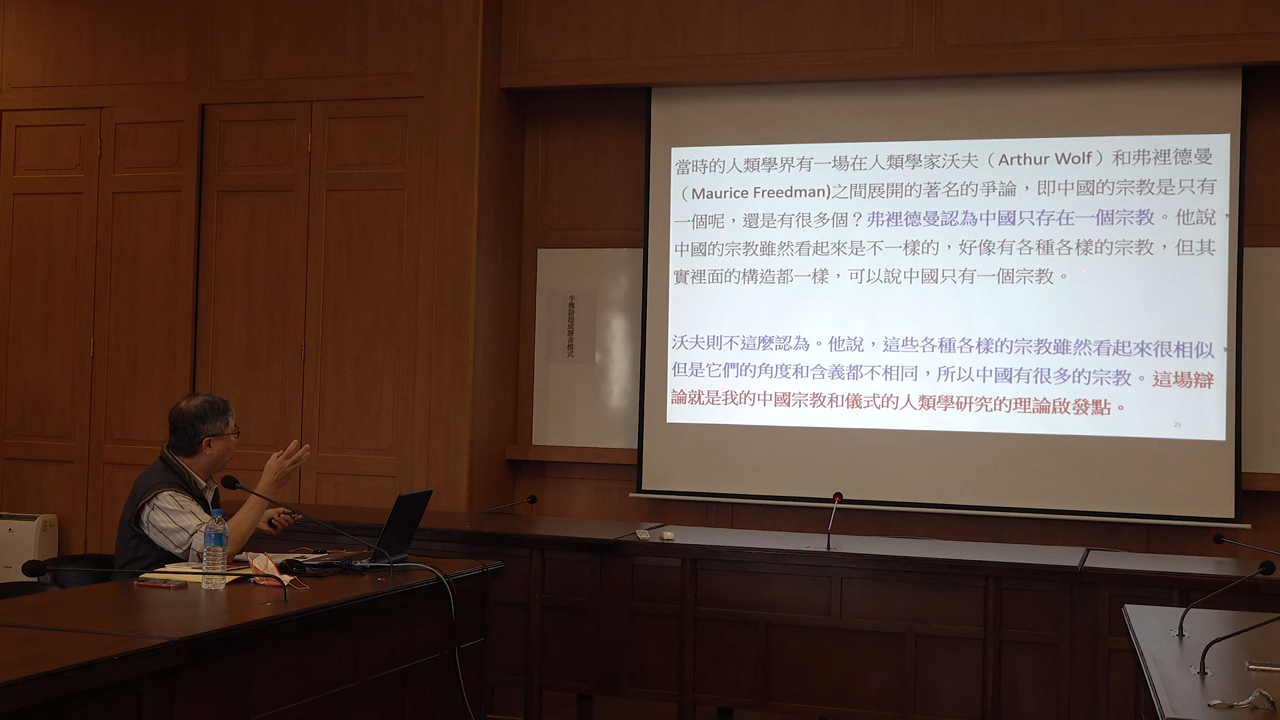 當時的人類學界有一場在人類學家沃夫（Arthur Wolf）和弗裡德曼
（Maurice Freedman)之間展開的著名的爭論，即中國的宗教是只有
一個呢，還是有很多個？弗裡德曼認為中國只存在一個宗教。他說，
中國的宗教雖然看起來是不一樣的，好像有各種各樣的宗教，但其
實裡面的構造都一樣，可以說中國只有一個宗教。
沃夫則不這麼認為。他說，這些各種各樣的宗教雖然看起來很相似，
但是它們的角度和含義都不相同，所以中國有很多的宗教。這場辯
論就是我的中國宗教和儀式的人類學研究的理論啟發點。
25
手機請設成靜音模式